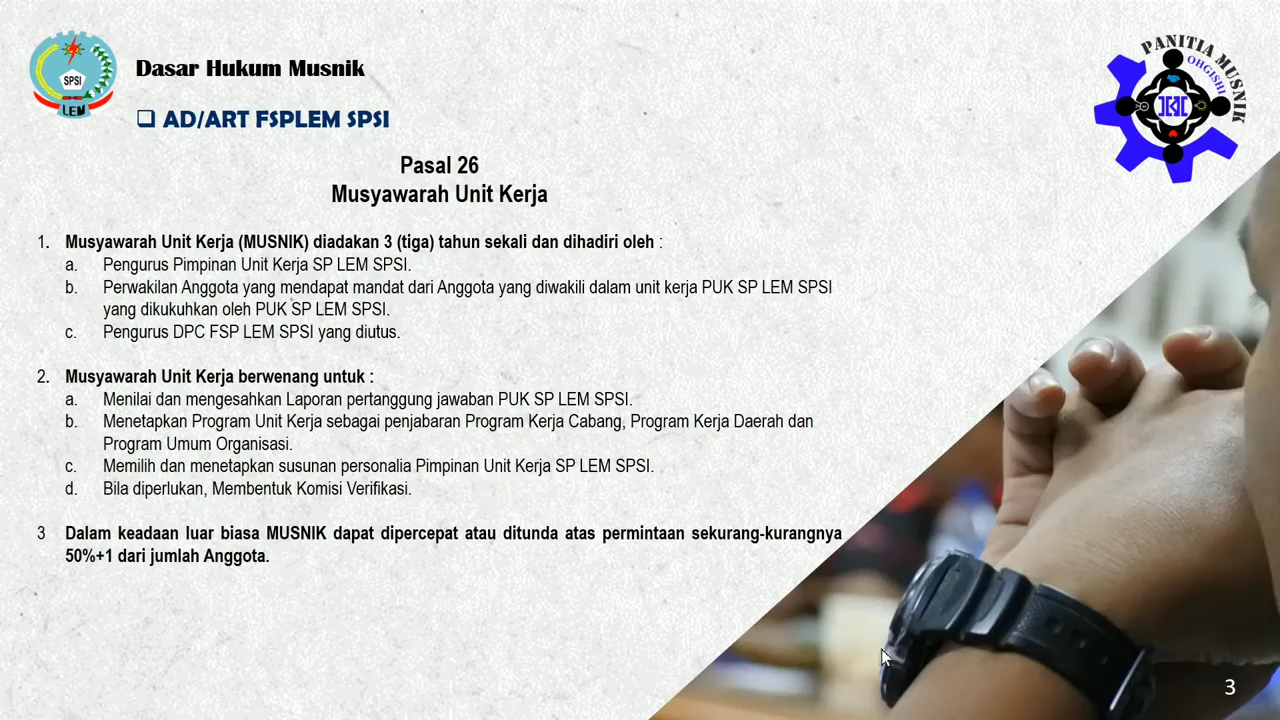 SPSI
LEM
Dasar Hukum Musnik
PANITIA MUSNIK
OHGISHI
❑ AD/ART FSPLEM SPSI
Pasal 26
Musyawarah Unit Kerja
1. Musyawarah Unit Kerja (MUSNIK) diadakan 3 (tiga) tahun sekali dan dihadiri oleh :
a. Pengurus Pimpinan Unit Kerja SP LEM SPSI.
b. Perwakilan Anggota yang mendapat mandat dari Anggota yang diwakili dalam unit kerja PUK SP LEM SPSI
yang dikukuhkan oleh PUK SP LEM SPSI.
c. Pengurus DPC FSP LEM SPSI yang diutus.
2. Musyawarah Unit Kerja berwenang untuk :
a. Menilai dan mengesahkan Laporan pertanggung jawaban PUK SP LEM SPSI.
b. Menetapkan Program Unit Kerja sebagai penjabaran Program Kerja Cabang, Program Kerja Daerah dan
Program Umum Organisasi.
c. Memilih dan menetapkan susunan personalia Pimpinan Unit Kerja SP LEM SPSI.
d. Bila diperlukan, Membentuk Komisi Verifikasi.
3 Dalam keadaan luar biasa MUSNIK dapat dipercepat atau ditunda atas permintaan sekurang-kurangnya
50%+1 dari jumlah Anggota.
3